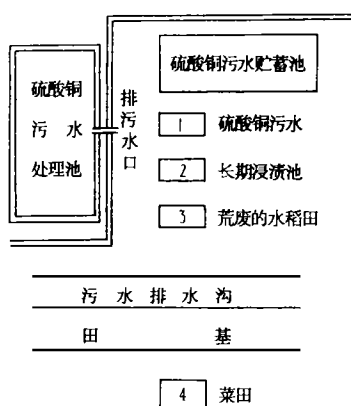 硫酸铜
污水
处理池
排污水口
硫酸铜污水贮蓄池
1 硫酸铜污水
2 长期浸渍池
3 荒废的水稻田
污水排水沟
田基
4 菜田